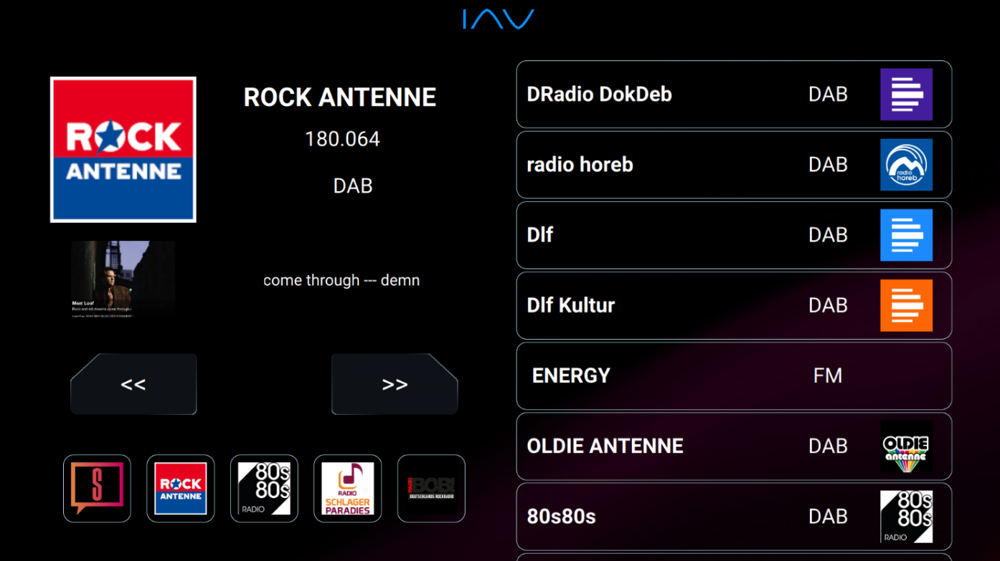 IAV
ROCK
ANTENNE
ROCK ANTENNE
180.064
DAB
Meat Loaf
Rock and roll dreams come through
come through --- demn
<<
>>
S
ROCK
ANTENNE
80s
80s
RADIO
RADIO
SCHLAGER
PARADIES
RADIO
BOB!
DEUTSCHLANDS ROCKRADIO
DRadio DokDeb
DAB
radio horeb
DAB
radio
horeb
Dlf
DAB
Dlf Kultur
DAB
ENERGY
FM
OLDIE ANTENNE
DAB
OLDIE
antenne
80s80s
DAB
80s
80s
RADIO